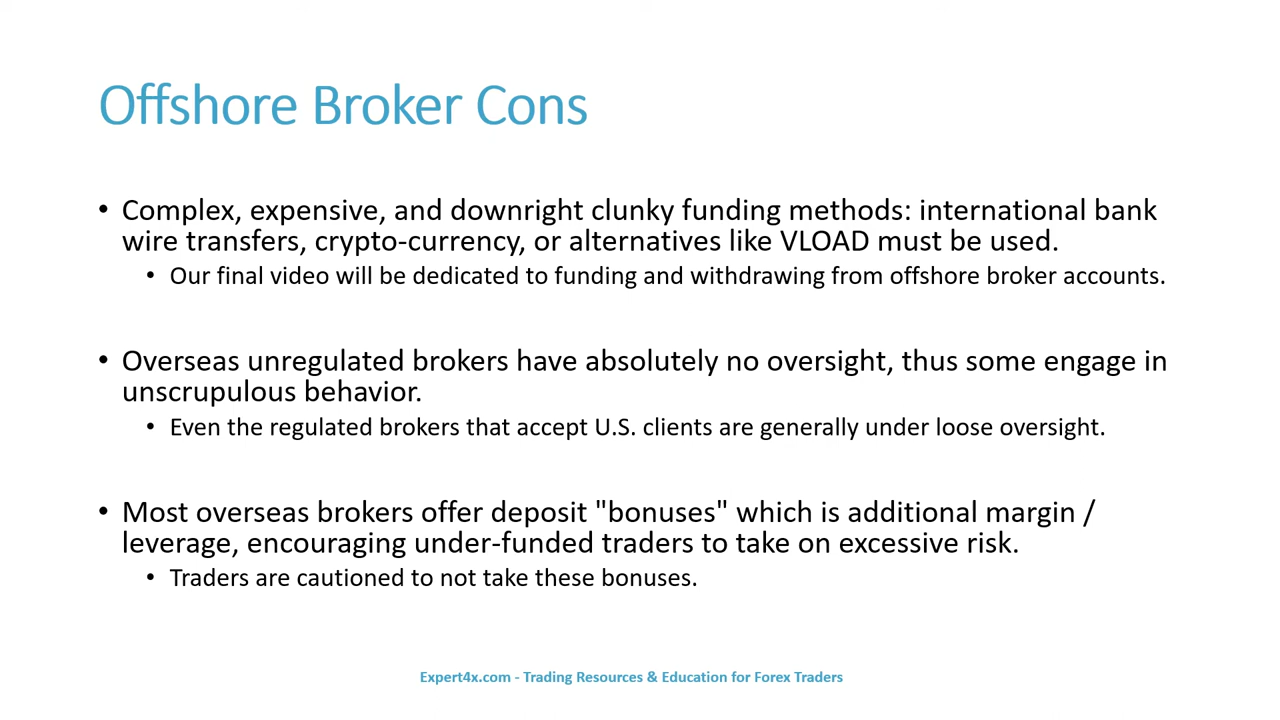 Offshore Broker Cons
• Complex, expensive, and downright clunky funding methods: international bank
wire transfers, crypto-currency, or alternatives like VLOAD must be used.
• Our final video will be dedicated to funding and withdrawing from offshore broker accounts.
• Overseas unregulated brokers have absolutely no oversight, thus some engage in
unscrupulous behavior.
• Even the regulated brokers that accept U.S. clients are generally under loose oversight.
• Most overseas brokers offer deposit "bonuses" which is additional margin /
leverage, encouraging under-funded traders to take on excessive risk.
• Traders are cautioned to not take these bonuses.
Expert4x.com - Trading Resources & Education for Forex Traders